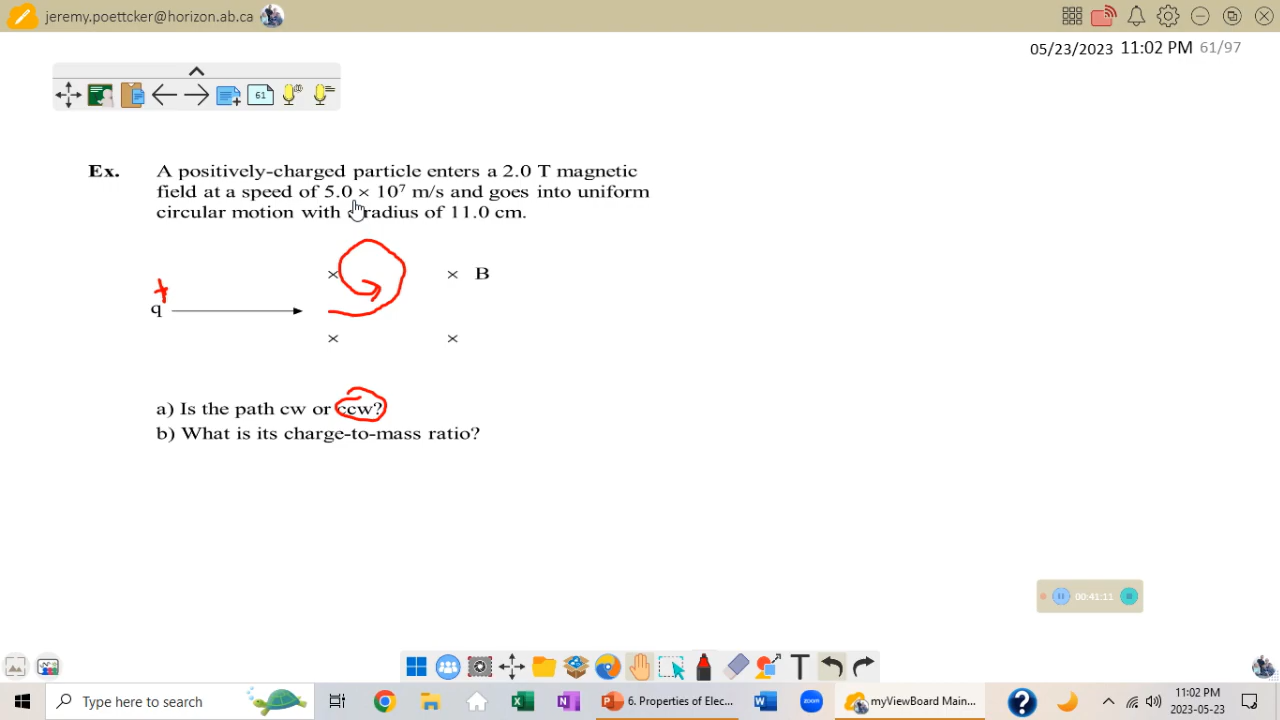 jeremy.poettcker@horizon.ab.ca
05/23/2023 11:02 PM 61/97
61
Ex. A positively-charged particle enters a 2.0 T magnetic
field at a speed of 5.0 × 10⁷ m/s and goes into uniform
circular motion with radius of 11.0 cm.
× × B
+
q
× ×
a) Is the path cw or ccw?
b) What is its charge-to-mass ratio?
00:41:11
T
Type here to search
6. Properties of Elec...
myViewBoard Main...
11:02 PM
2023-05-23